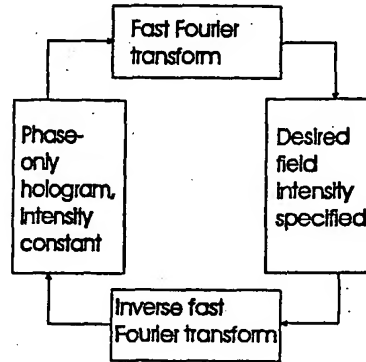 Fast Fourier
transform
Phase-
only
hologram,
intensity
constant
Desired
field
intensity
specified
Inverse fast
Fourier transform